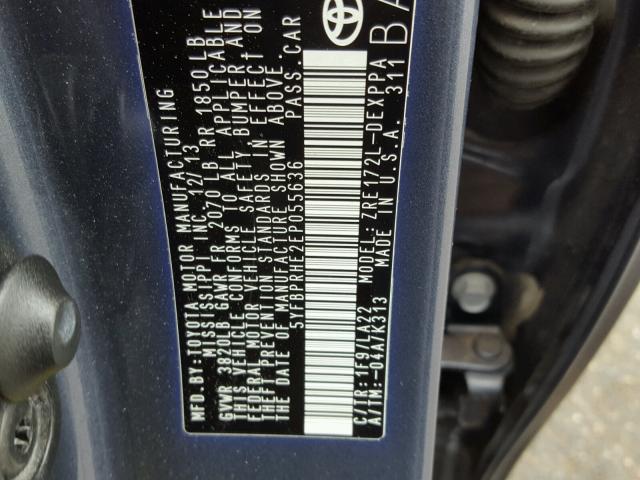 MFD.BY:TOYOTA MOTOR MANUFACTURING
MISSISSIPPI INC. 12/13
GVWR 3820LB GAWR FR 2070 LB RR 1850 LB
THIS VEHICLE CONFORMS TO ALL APPLICABLE
FEDERAL MOTOR VEHICLE SAFETY, BUMPER AND
THEFT PREVENTION STANDARDS IN EFFECT ON
THE DATE OF MANUFACTURE SHOWN ABOVE.
5YFBPRHE2EP055636 PASS.CAR
C/TR:1F9/LA22 MODEL:ZRE172L-DEXPPA
A/TM:-04A/K313 MADE IN U.S.A. 311
BA